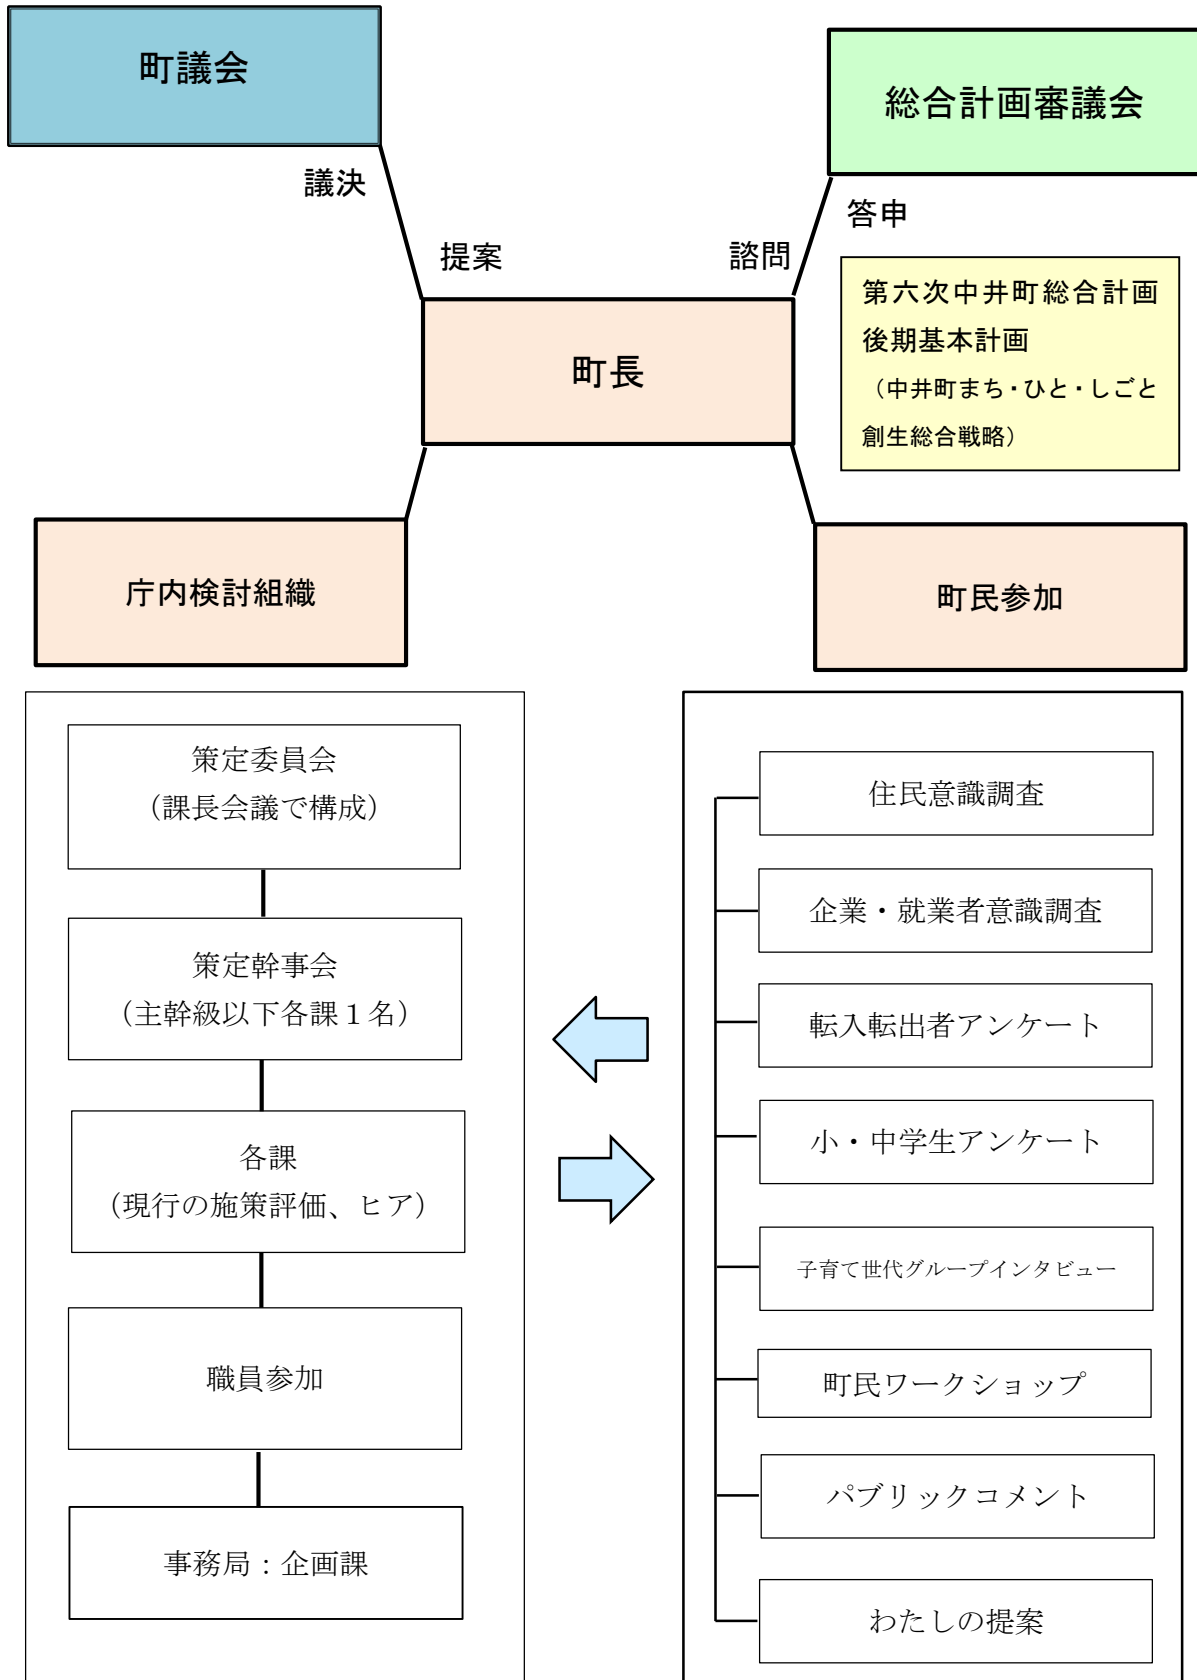 町議会
総合計画審議会
議決
答申
提案
諮問
第六次中井町総合計画
後期基本計画
（中井町まち・ひと・しごと
創生総合戦略）
町長
庁内検討組織
町民参加
策定委員会
（課長会議で構成）
策定幹事会
（主幹級以下各課１名）
各課
（現行の施策評価、ヒア）
職員参加
事務局：企画課
住民意識調査
企業・就業者意識調査
転入転出者アンケート
小・中学生アンケート
子育て世代グループインタビュー
町民ワークショップ
パブリックコメント
わたしの提案